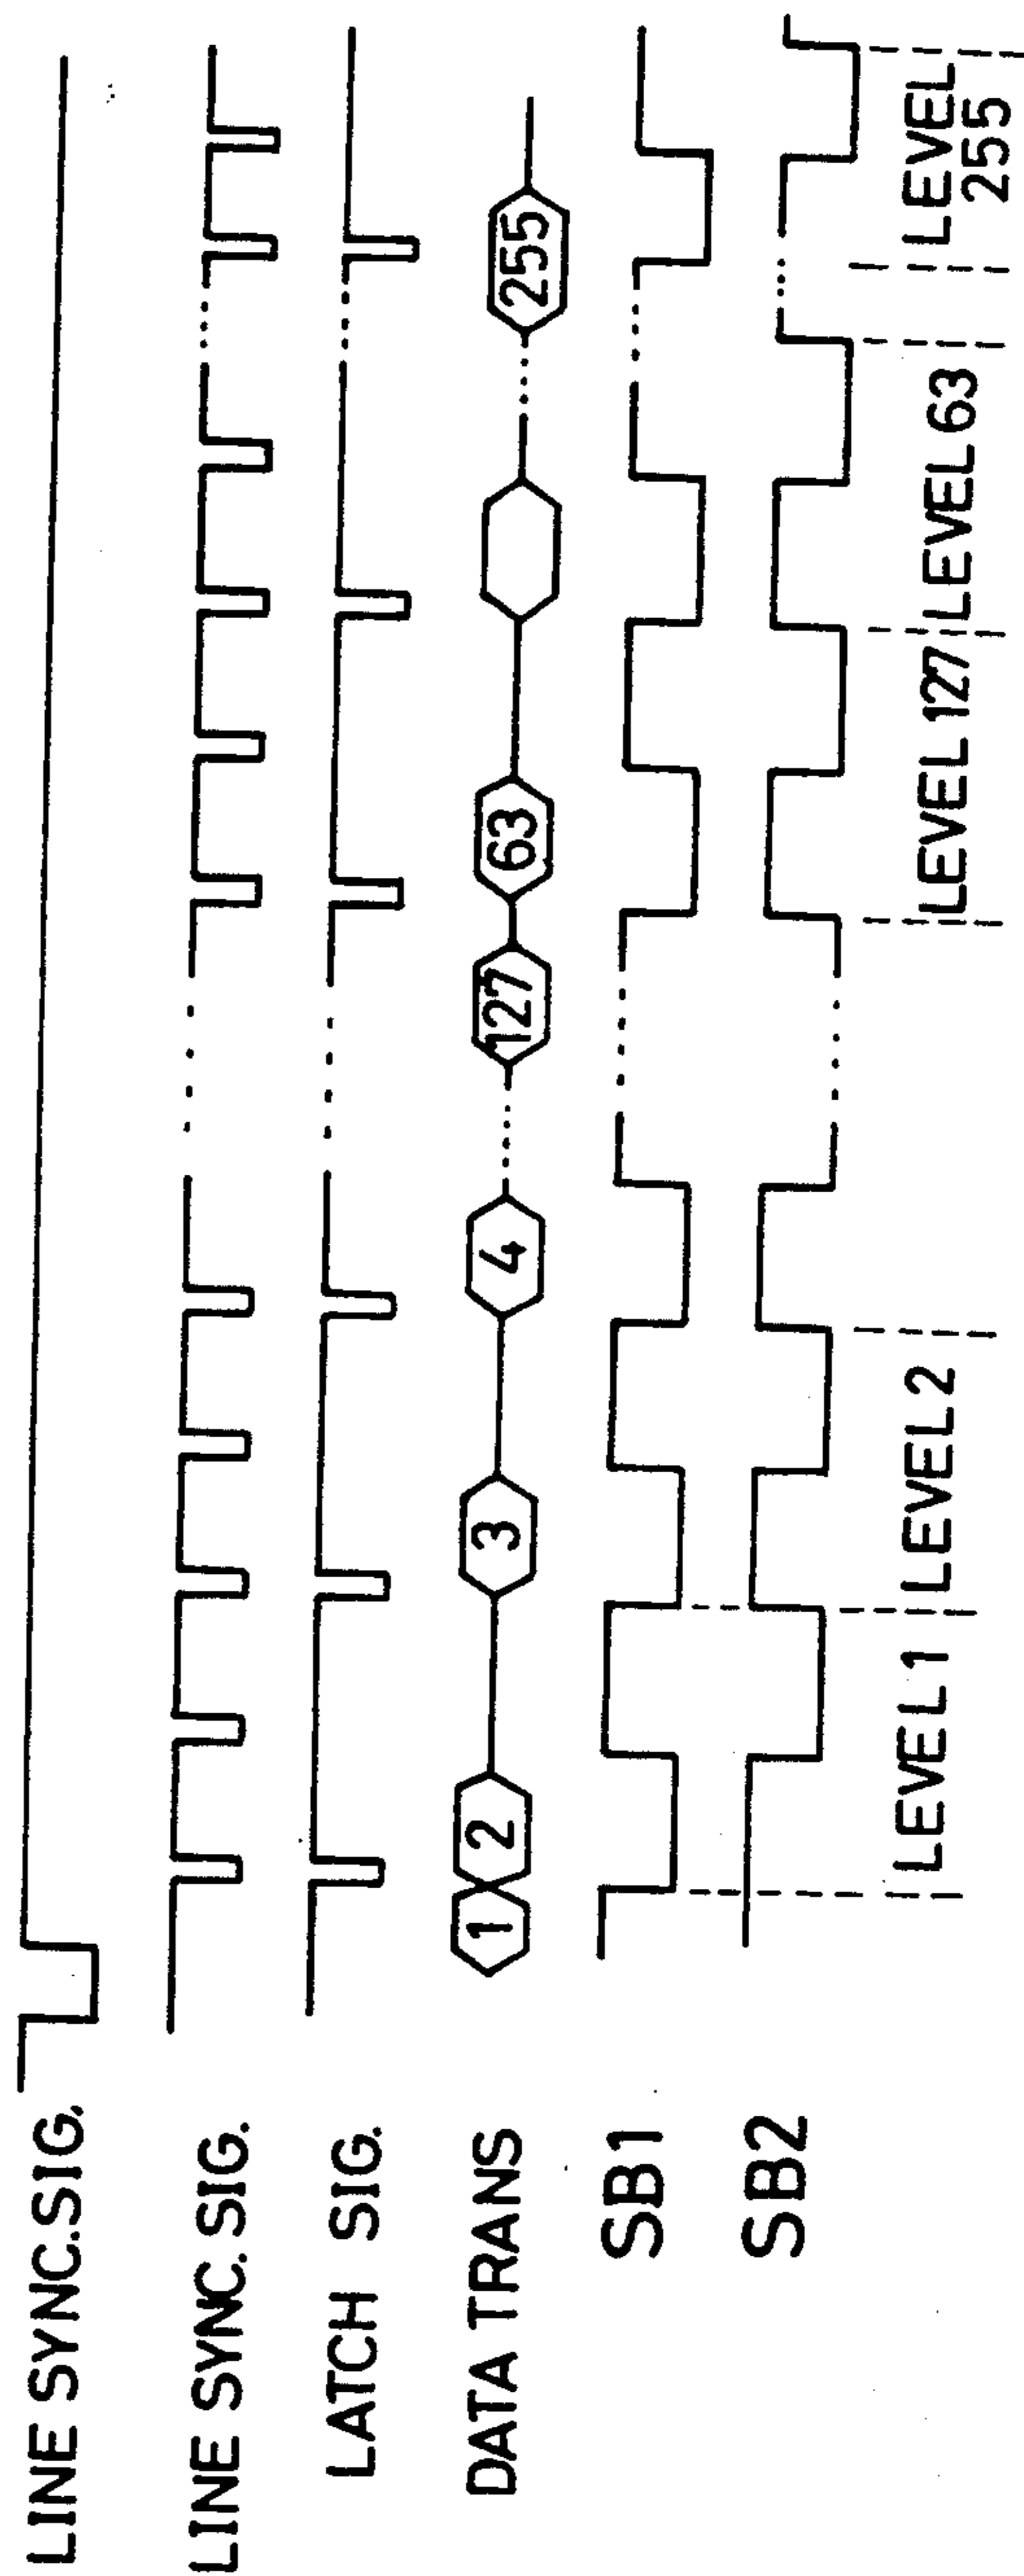 LINE SYNC.SIG.
LINE SYNC.SIG.
LATCH SIG.
DATA TRANS
1 2 3 4 127 63 255
SB1
SB2
LEVEL 1 LEVEL 2 LEVEL 127 LEVEL 63 LEVEL
255